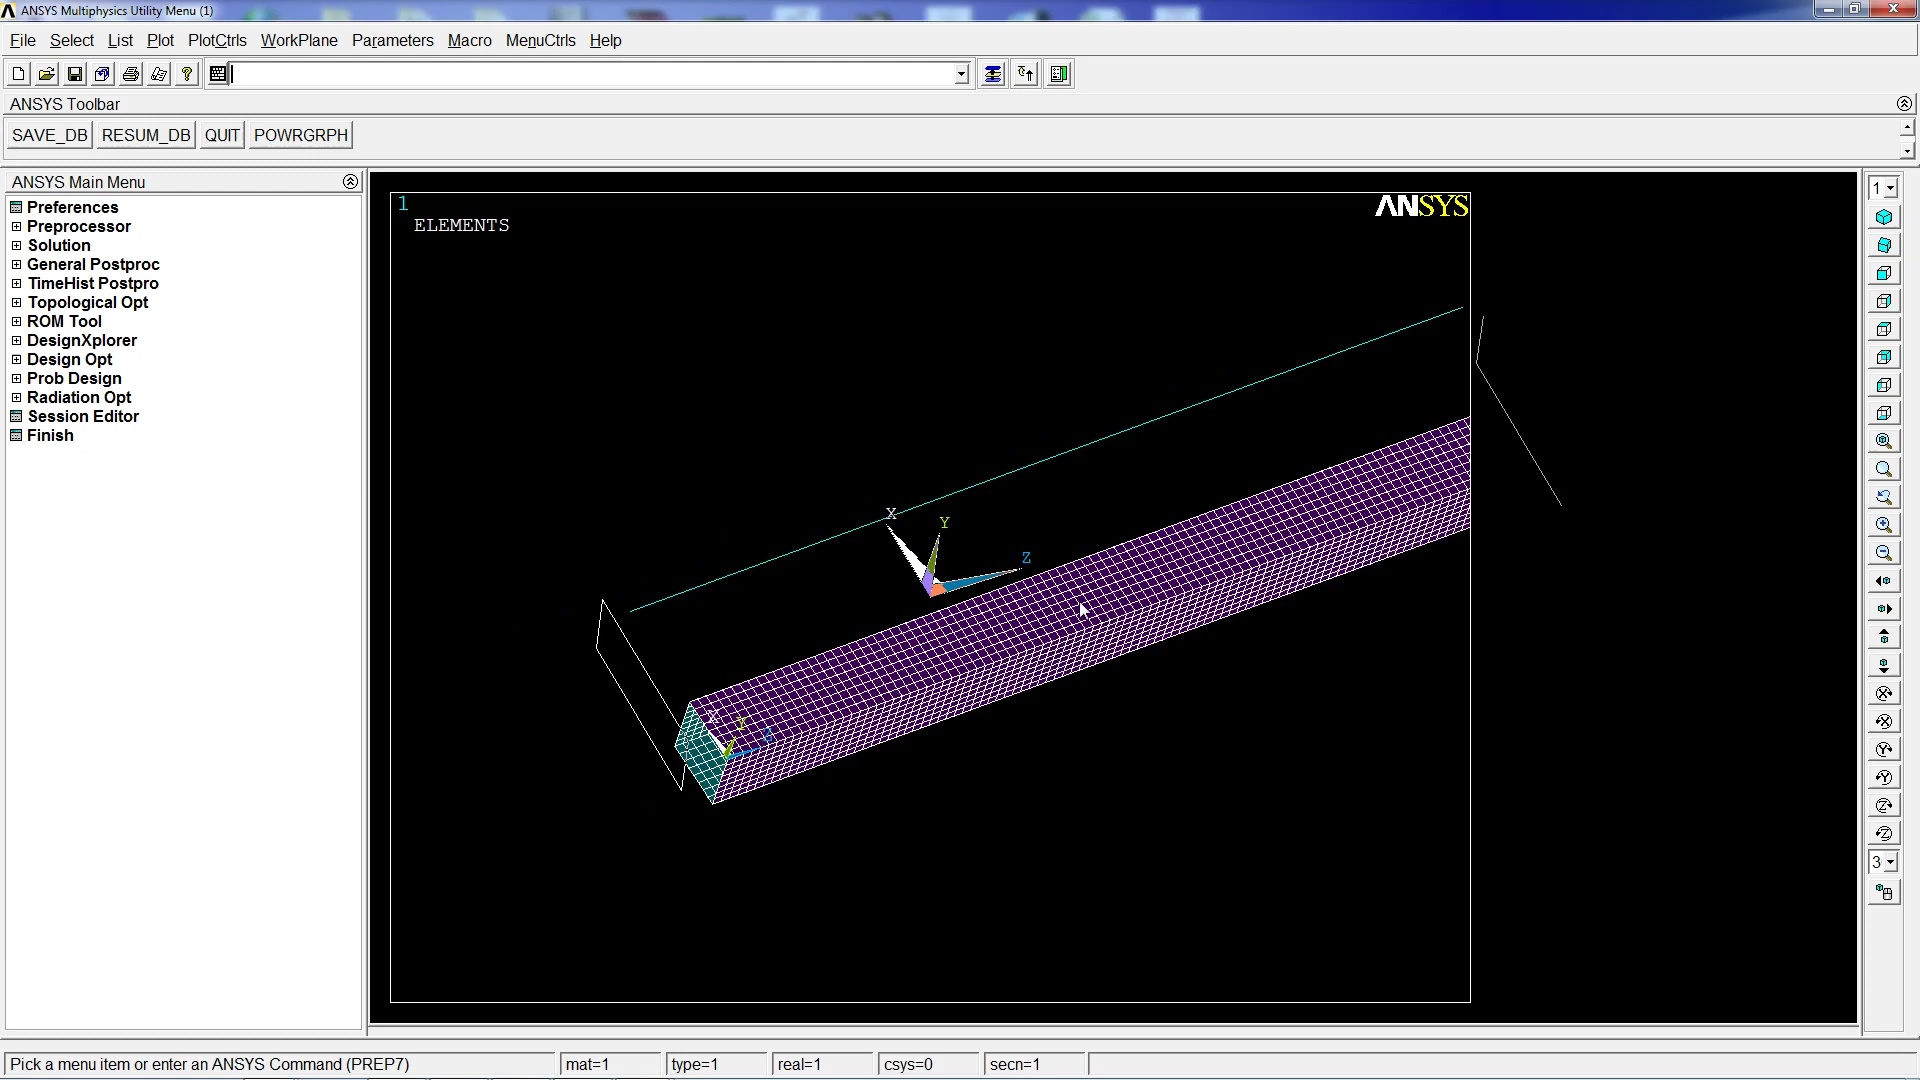 ANSYS Multiphysics Utility Menu (1)
File Select List Plot PlotCtrls WorkPlane Parameters Macro MenuCtrls Help
ANSYS Toolbar
SAVE_DB RESUM_DB QUIT POWRGRPH
ANSYS Main Menu
Preferences
Preprocessor
Solution
General Postproc
TimeHist Postpro
Topological Opt
ROM Tool
DesignXplorer
Design Opt
Prob Design
Radiation Opt
Session Editor
Finish
1
ELEMENTS
ANSYS
X
Y
Z
X
Y
Z
1
3
Pick a menu item or enter an ANSYS Command (PREP7) mat=1 type=1 real=1 csys=0 secn=1